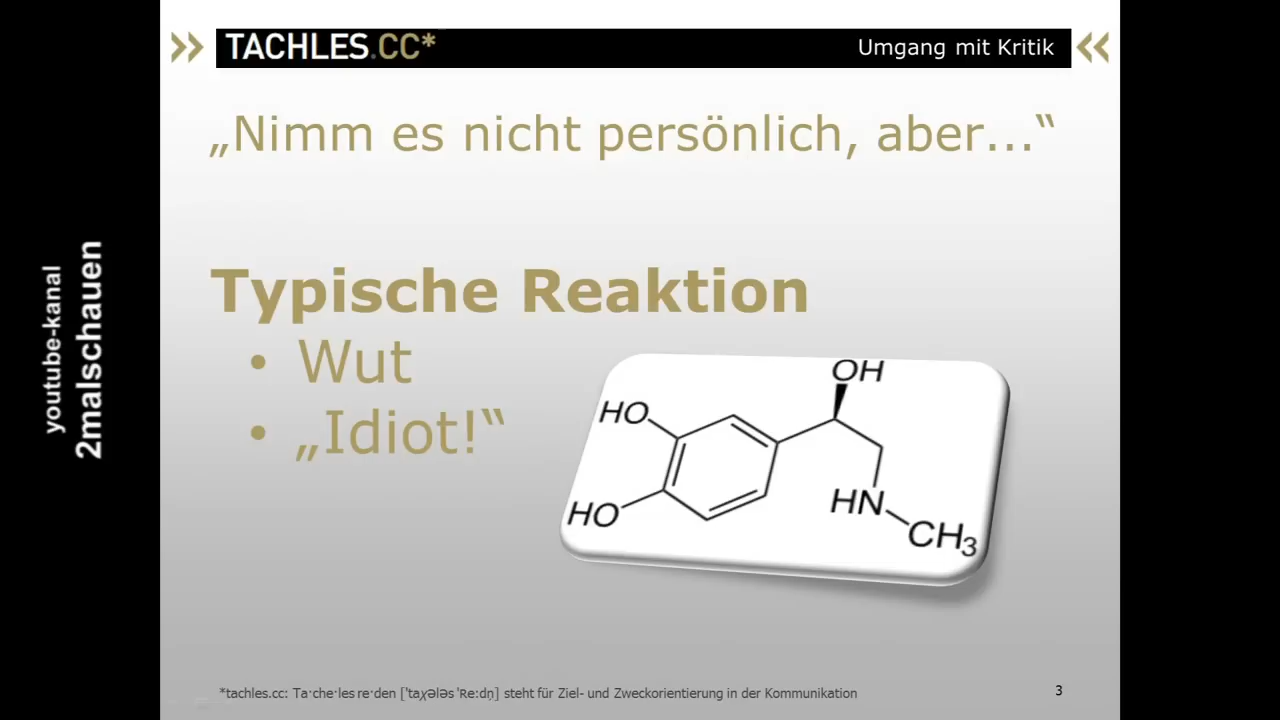 TACHLES.CC*
Umgang mit Kritik
„Nimm es nicht persönlich, aber...“
Typische Reaktion
• Wut
• „Idiot!“
OH
HO
HO
HN
CH3
youtube-kanal
2malschauen
*tachles.cc: Ta·che·les re·den ['taχələs 'Re:dn̩] steht für Ziel- und Zweckorientierung in der Kommunikation
3